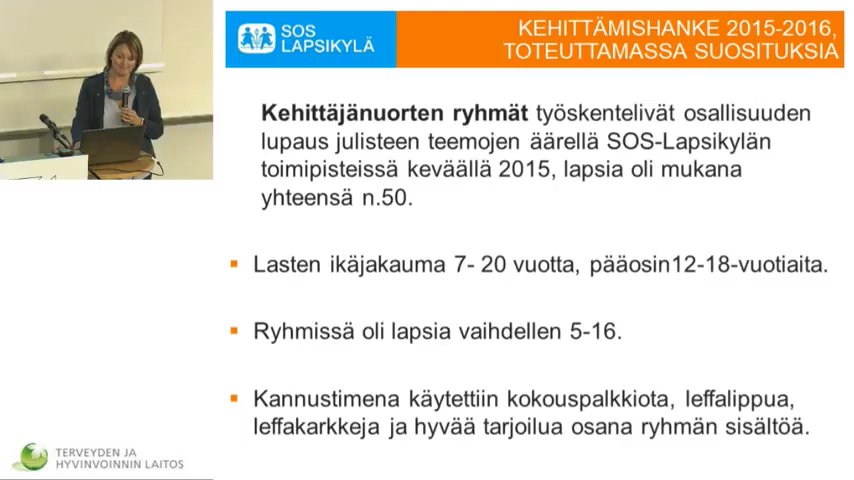 SOS
LAPSIKYLÄ
KEHITTÄMISHANKE 2015-2016,
TOTEUTTAMASSA SUOSITUKSIA
Kehittäjänuorten ryhmät työskentelivät osallisuuden
lupaus julisteen teemojen äärellä SOS-Lapsikylän
toimipisteissä keväällä 2015, lapsia oli mukana
yhteensä n.50.
Lasten ikäjakauma 7- 20 vuotta, pääosin12-18-vuotiaita.
Ryhmissä oli lapsia vaihdellen 5-16.
Kannustimena käytettiin kokouspalkkiota, leffalippua,
leffakarkkeja ja hyvää tarjoilua osana ryhmän sisältöä.
TERVEYDEN JA
HYVINVOINNIN LAITOS